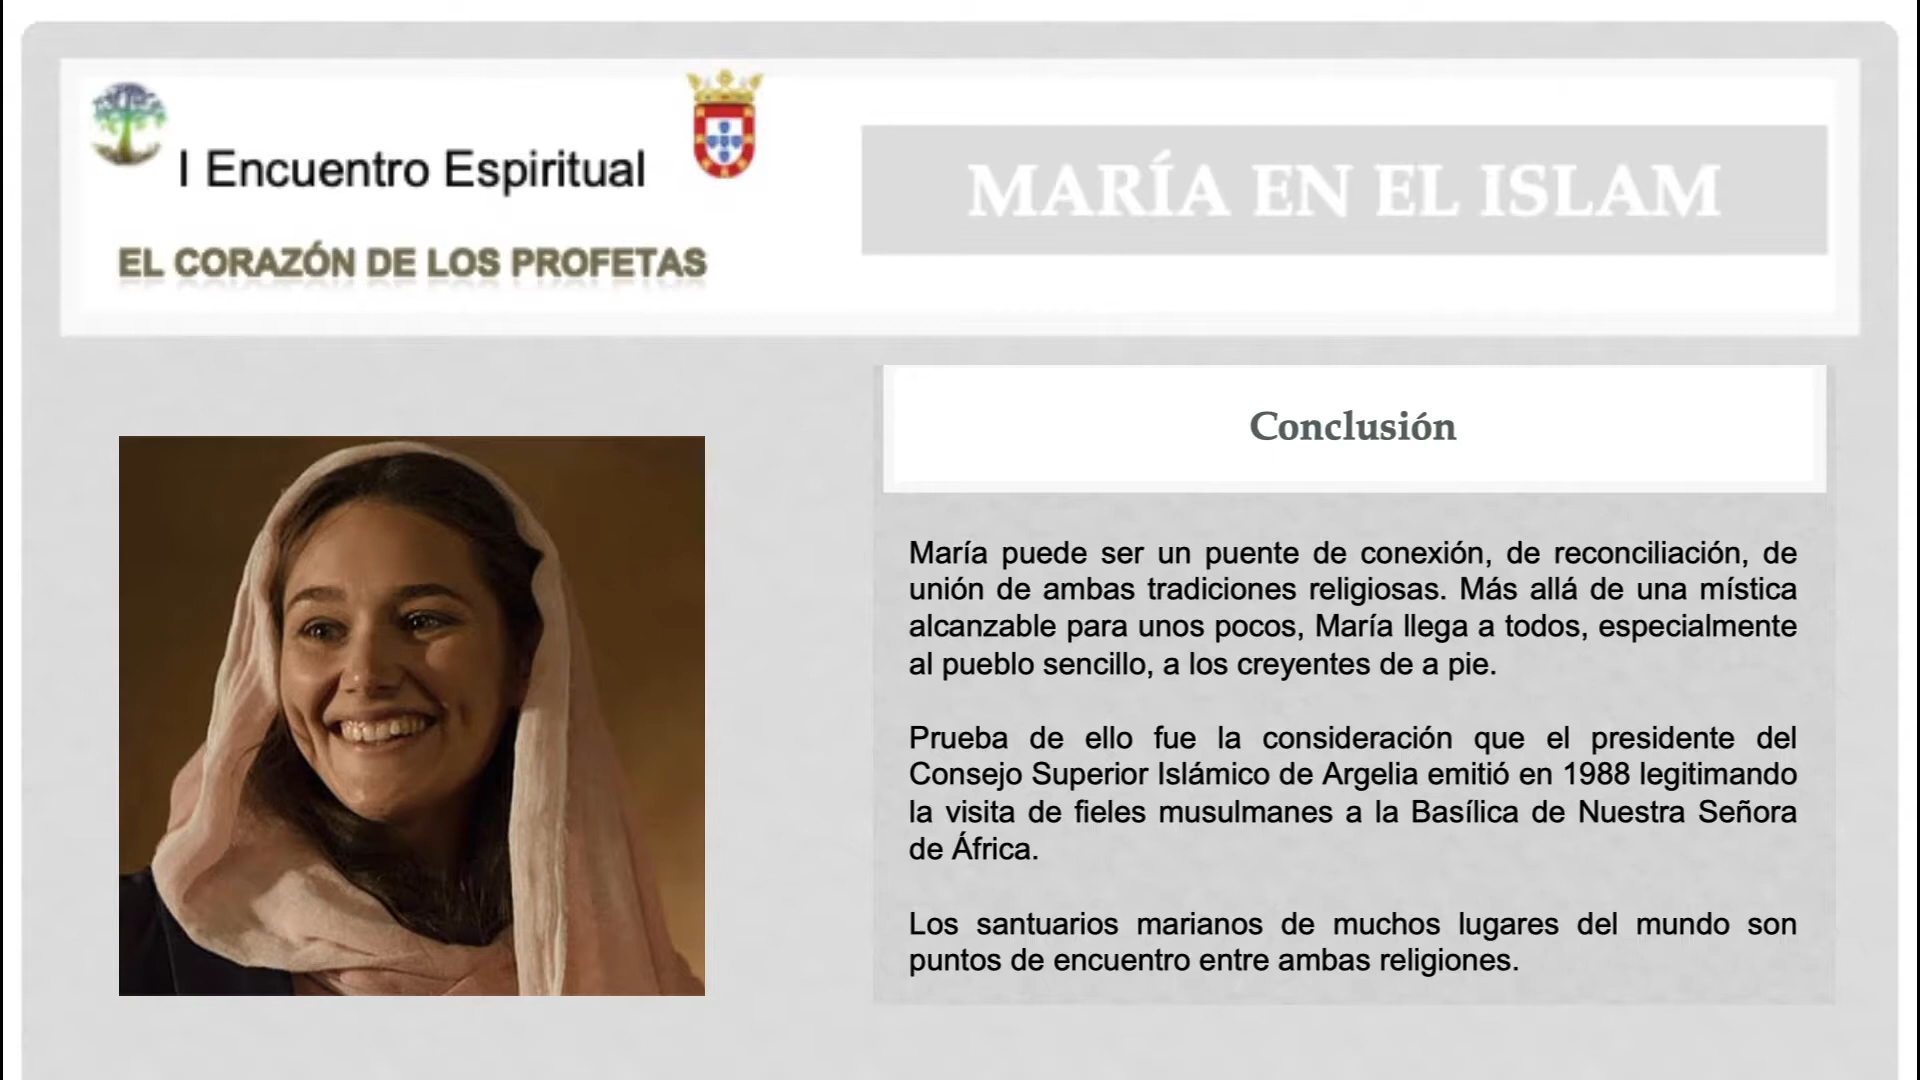 I Encuentro Espiritual
EL CORAZÓN DE LOS PROFETAS
MARÍA EN EL ISLAM
Conclusión
María puede ser un puente de conexión, de reconciliación, de
unión de ambas tradiciones religiosas. Más allá de una mística
alcanzable para unos pocos, María llega a todos, especialmente
al pueblo sencillo, a los creyentes de a pie.
Prueba de ello fue la consideración que el presidente del
Consejo Superior Islámico de Argelia emitió en 1988 legitimando
la visita de fieles musulmanes a la Basílica de Nuestra Señora
de África.
Los santuarios marianos de muchos lugares del mundo son
puntos de encuentro entre ambas religiones.